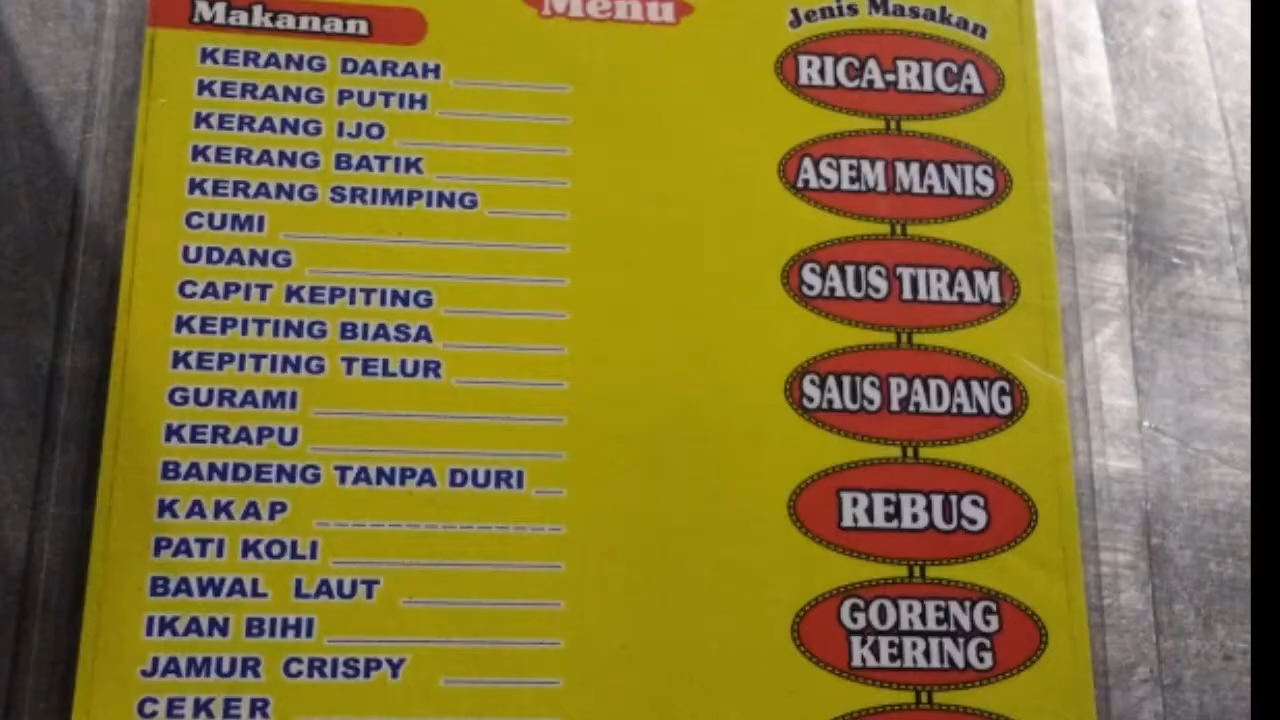 Makanan
Menu
Jenis Masakan
KERANG DARAH
KERANG PUTIH
KERANG IJO
KERANG BATIK
KERANG SRIMPING
CUMI
UDANG
CAPIT KEPITING
KEPITING BIASA
KEPITING TELUR
GURAMI
KERAPU
BANDENG TANPA DURI
KAKAP
PATI KOLI
BAWAL LAUT
IKAN BIHI
JAMUR CRISPY
CEKER
RICA-RICA
ASEM MANIS
SAUS TIRAM
SAUS PADANG
REBUS
GORENG
KERING